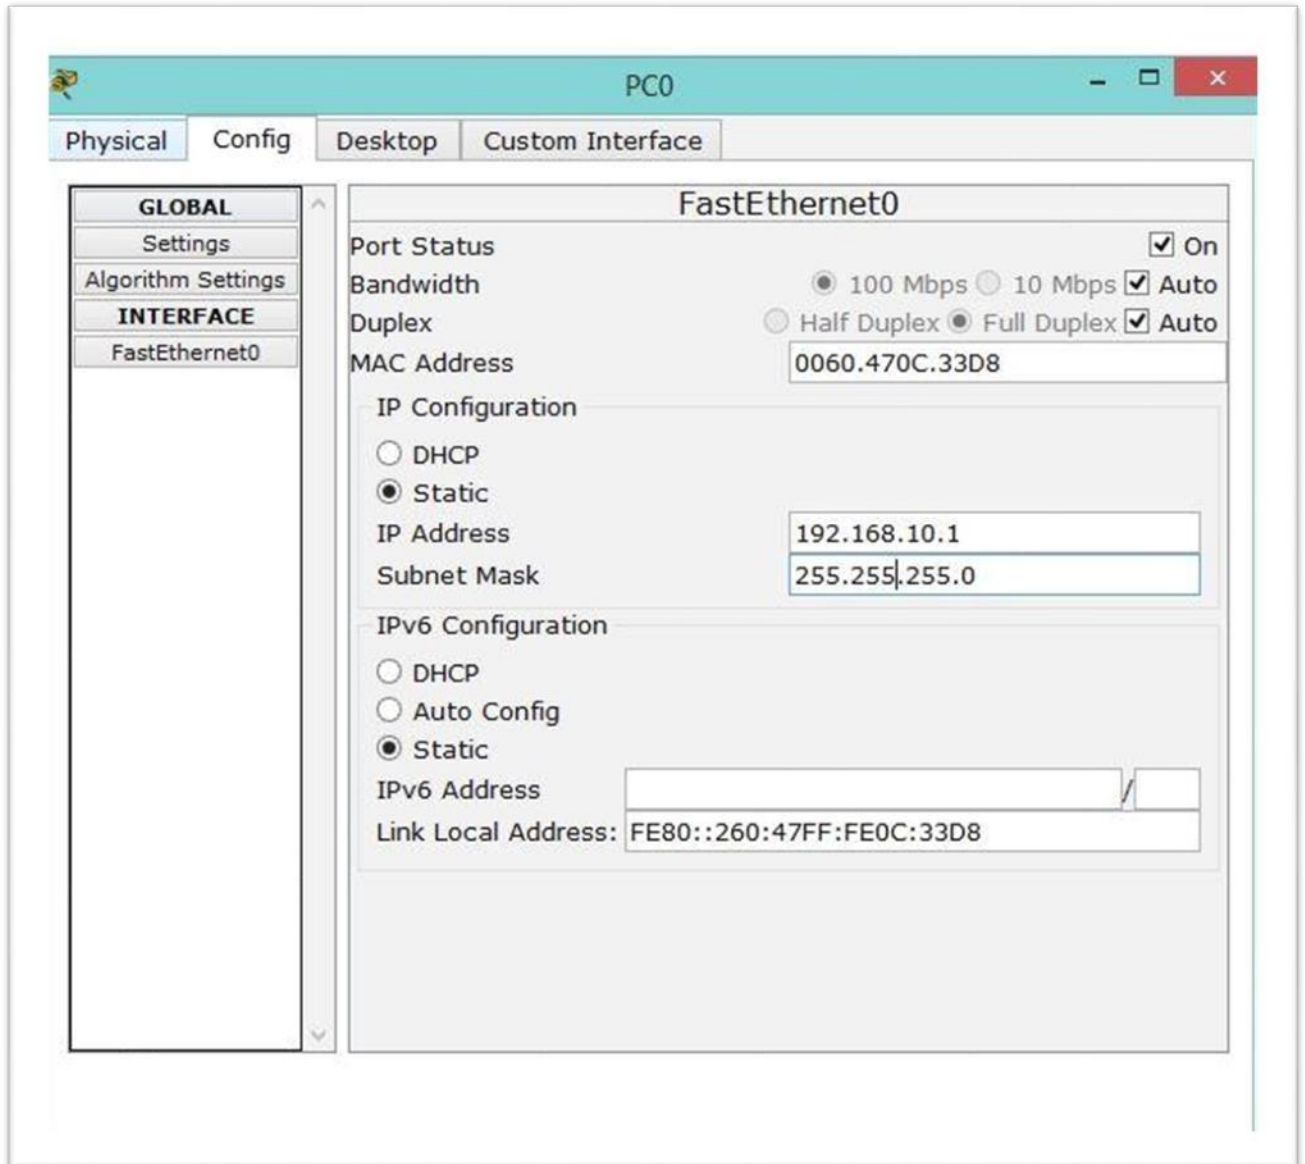 PC0
Physical Config Desktop Custom Interface
GLOBAL
Settings
Algorithm Settings
INTERFACE
FastEthernet0
FastEthernet0
Port Status On
Bandwidth 100 Mbps 10 Mbps Auto
Duplex Half Duplex Full Duplex Auto
MAC Address 0060.470C.33D8
IP Configuration
DHCP
Static
IP Address 192.168.10.1
Subnet Mask 255.255.255.0
IPv6 Configuration
DHCP
Auto Config
Static
IPv6 Address /
Link Local Address: FE80::260:47FF:FE0C:33D8